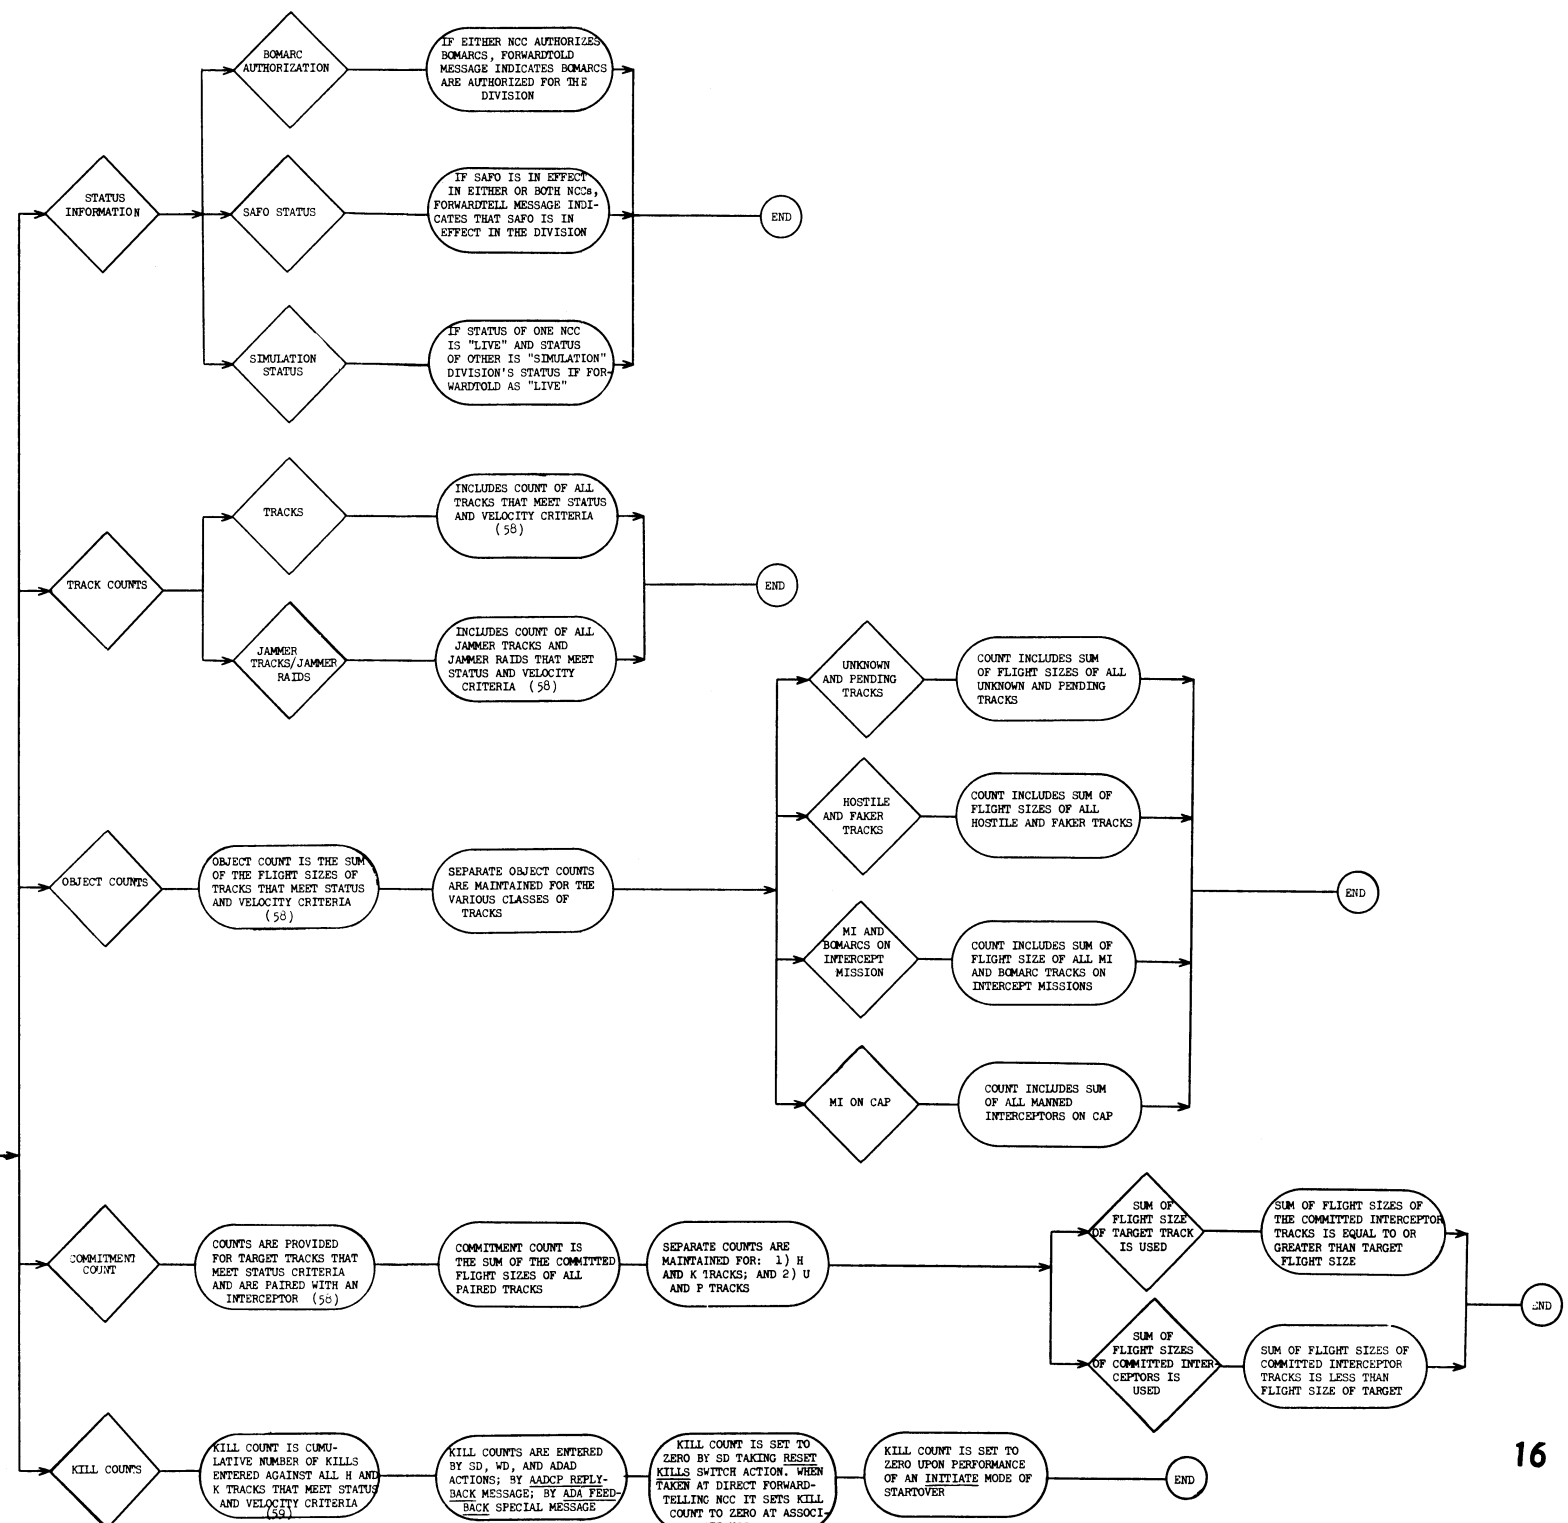 BOMARC
AUTHORIZATION
IF EITHER NCC AUTHORIZES
BOMARCS, FORWARDTOLD
MESSAGE INDICATES BOMARCS
ARE AUTHORIZED FOR THE
DIVISION
STATUS
INFORMATION
SAFO STATUS
IF SAFO IS IN EFFECT
IN EITHER OR BOTH NCCs,
FORWARDTELL MESSAGE INDI-
CATES THAT SAFO IS IN
EFFECT IN THE DIVISION
END
SIMULATION
STATUS
IF STATUS OF ONE NCC
IS "LIVE" AND STATUS
OF OTHER IS "SIMULATION"
DIVISION'S STATUS IF FOR-
WARDTOLD AS "LIVE"
TRACK COUNTS
TRACKS
INCLUDES COUNT OF ALL
TRACKS THAT MEET STATUS
AND VELOCITY CRITERIA
(58)
JAMMER
TRACKS/JAMMER
RAIDS
INCLUDES COUNT OF ALL
JAMMER TRACKS AND
JAMMER RAIDS THAT MEET
STATUS AND VELOCITY
CRITERIA (58)
END
OBJECT COUNTS
OBJECT COUNT IS THE SUM
OF THE FLIGHT SIZES OF
TRACKS THAT MEET STATUS
AND VELOCITY CRITERIA
(58)
SEPARATE OBJECT COUNTS
ARE MAINTAINED FOR THE
VARIOUS CLASSES OF
TRACKS
UNKNOWN
AND PENDING
TRACKS
COUNT INCLUDES SUM
OF FLIGHT SIZES OF ALL
UNKNOWN AND PENDING
TRACKS
HOSTILE
AND FAKER
TRACKS
COUNT INCLUDES SUM OF
FLIGHT SIZES OF ALL
HOSTILE AND FAKER TRACKS
MI AND
BOMARCS ON
INTERCEPT
MISSION
COUNT INCLUDES SUM OF
FLIGHT SIZE OF ALL MI
AND BOMARC TRACKS ON
INTERCEPT MISSIONS
MI ON CAP
COUNT INCLUDES SUM
OF ALL MANNED
INTERCEPTORS ON CAP
END
COMMITMENT
COUNT
COUNTS ARE PROVIDED
FOR TARGET TRACKS THAT
MEET STATUS CRITERIA
AND ARE PAIRED WITH AN
INTERCEPTOR (58)
COMMITMENT COUNT IS
THE SUM OF THE COMMITTED
FLIGHT SIZES OF ALL
PAIRED TRACKS
SEPARATE COUNTS ARE
MAINTAINED FOR: 1) H
AND K TRACKS; AND 2) U
AND P TRACKS
SUM OF
FLIGHT SIZE
OF TARGET TRACK
IS USED
SUM OF FLIGHT SIZES OF
THE COMMITTED INTERCEPTOR
TRACKS IS EQUAL TO OR
GREATER THAN TARGET
FLIGHT SIZE
SUM OF
FLIGHT SIZES
OF COMMITTED INTER-
CEPTORS IS
USED
SUM OF FLIGHT SIZES OF
COMMITTED INTERCEPTOR
TRACKS IS LESS THAN
FLIGHT SIZE OF TARGET
END
KILL COUNTS
KILL COUNT IS CUMU-
LATIVE NUMBER OF KILLS
ENTERED AGAINST ALL H AND
K TRACKS THAT MEET STATUS
AND VELOCITY CRITERIA
(59)
KILL COUNTS ARE ENTERED
BY SD, WD, AND ADAD
ACTIONS; BY AADCP REPLY-
BACK MESSAGE; BY ADA FEED-
BACK SPECIAL MESSAGE
KILL COUNT IS SET TO
ZERO BY SD TAKING RESET
KILLS SWITCH ACTION. WHEN
TAKEN AT DIRECT FORWARD-
TELLING NCC IT SETS KILL
COUNT TO ZERO AT ASSOCI-
KILL COUNT IS SET TO
ZERO UPON PERFORMANCE
OF AN INITIATE MODE OF
STARTOVER
END
16